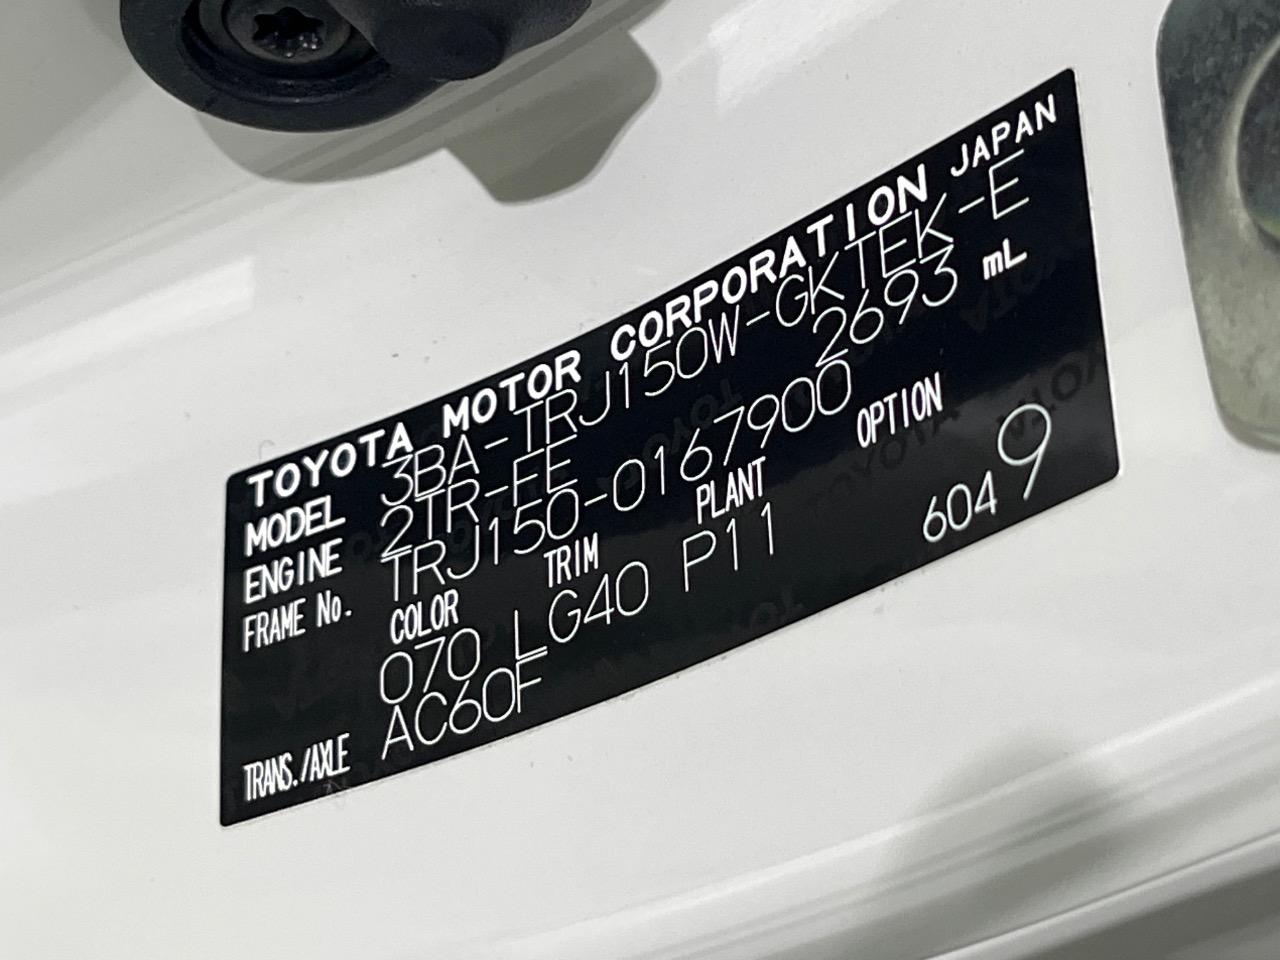 TOYOTA MOTOR CORPORATION JAPAN
MODEL 3BA-TRJ150W-GKTEK-E
ENGINE 2TR-FE 2693 mL
FRAME No. TRJ150-0167900
COLOR TRIM PLANT OPTION
070 LG40 P11 6049
TRANS./AXLE AC60F